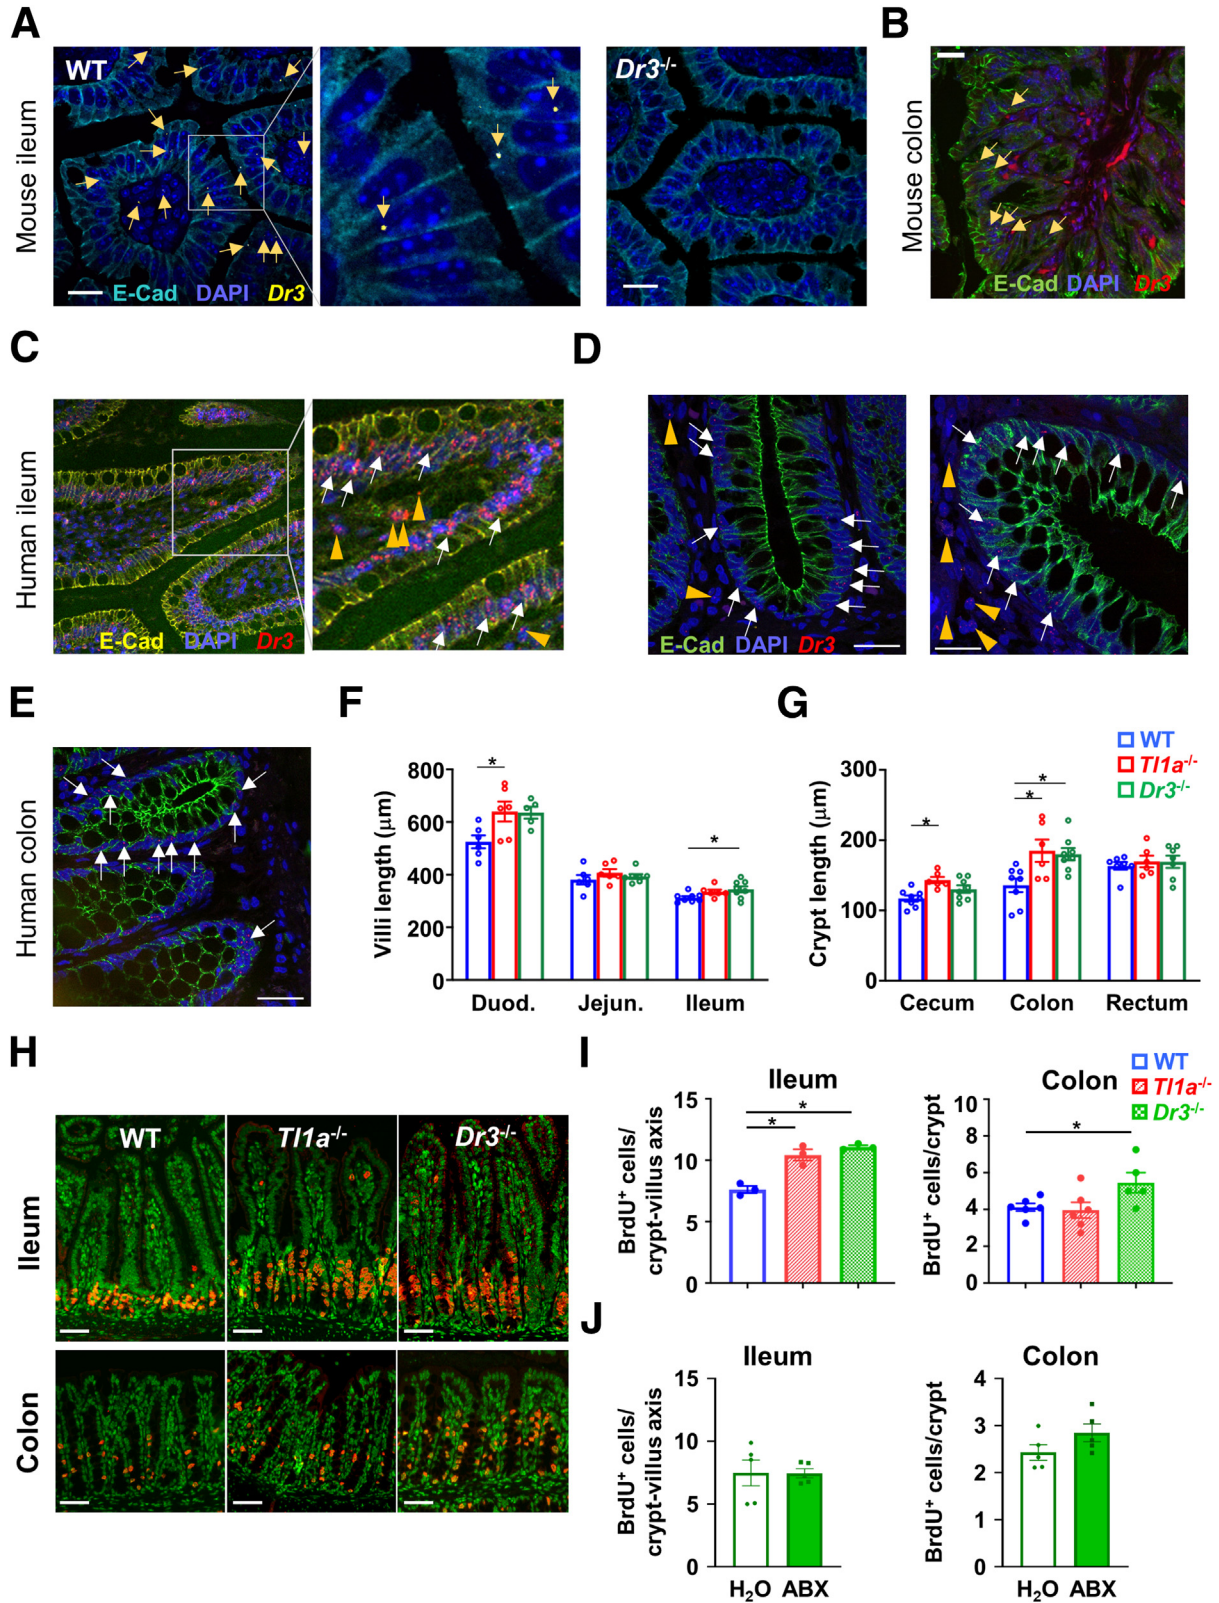 A
B
Mouse ileum
WT
E-Cad DAPI Dr3
Dr3-/-
Mouse colon
E-Cad DAPI Dr3
C
D
Human ileum
E-Cad DAPI Dr3
E-Cad DAPI Dr3
E
F
G
Human colon
Villi length (μm)
800
600
400
200
0
*
*
Duod. Jejun. Ileum
Crypt length (μm)
300
200
100
0
*
*
*
Cecum Colon Rectum
WT
Tl1a-/-
Dr3-/-
H
WT Tl1a-/- Dr3-/-
Ileum
Colon
I
Ileum
BrdU+ cells/
crypt-villus axis
15
10
5
0
*
*
Colon
BrdU+ cells/crypt
10
8
6
4
2
0
*
WT
Tl1a-/-
Dr3-/-
J
Ileum
BrdU+ cells/
crypt-villus axis
15
10
5
0
H2O ABX
Colon
BrdU+ cells/crypt
4
3
2
1
0
H2O ABX